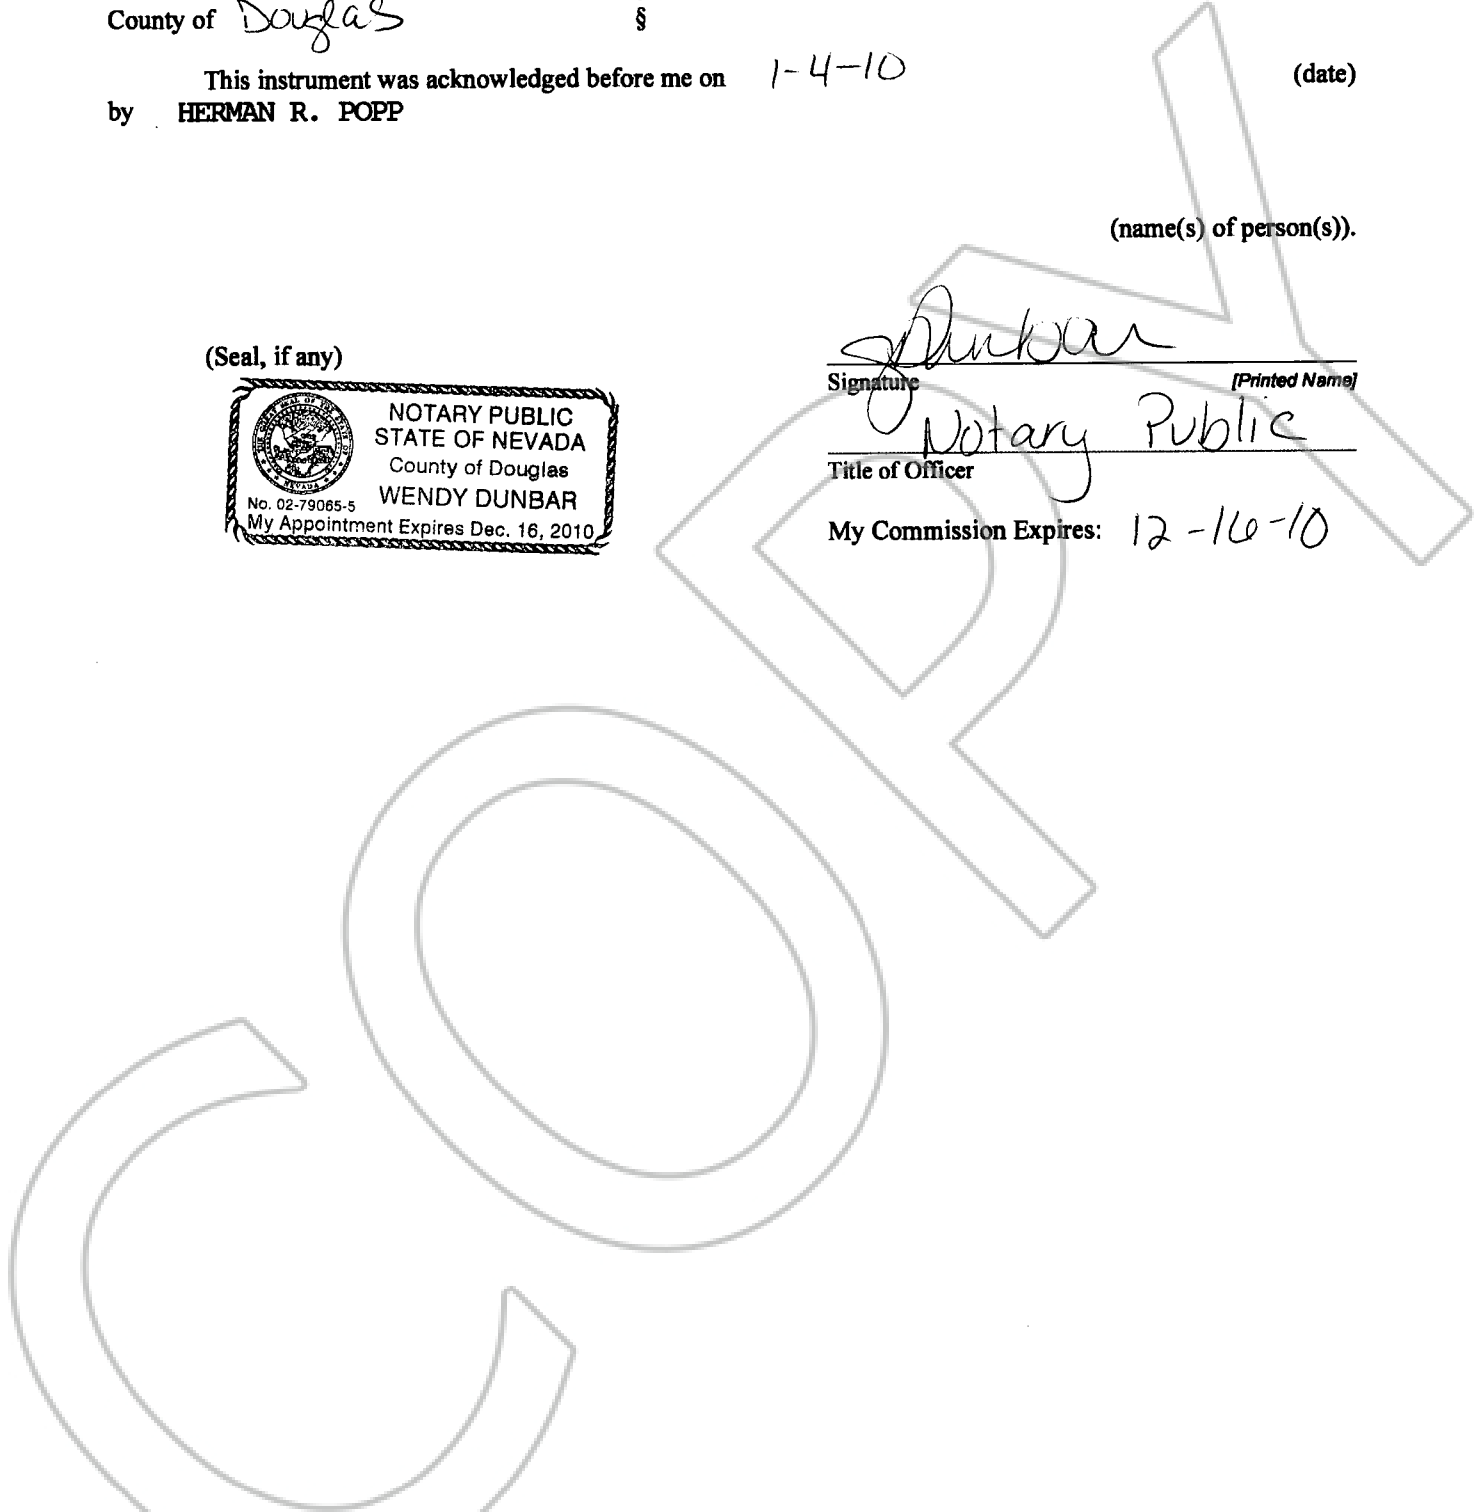 County of Douglas §
This instrument was acknowledged before me on 1-4-10 (date)
by HERMAN R. POPP
(name(s) of person(s)).
(Seal, if any)
Dunbar
Signature [Printed Name]
Notary Public
Title of Officer
My Commission Expires: 12-16-10
NOTARY PUBLIC
STATE OF NEVADA
County of Douglas
WENDY DUNBAR
No. 02-79065-5
My Appointment Expires Dec. 16, 2010
COPY